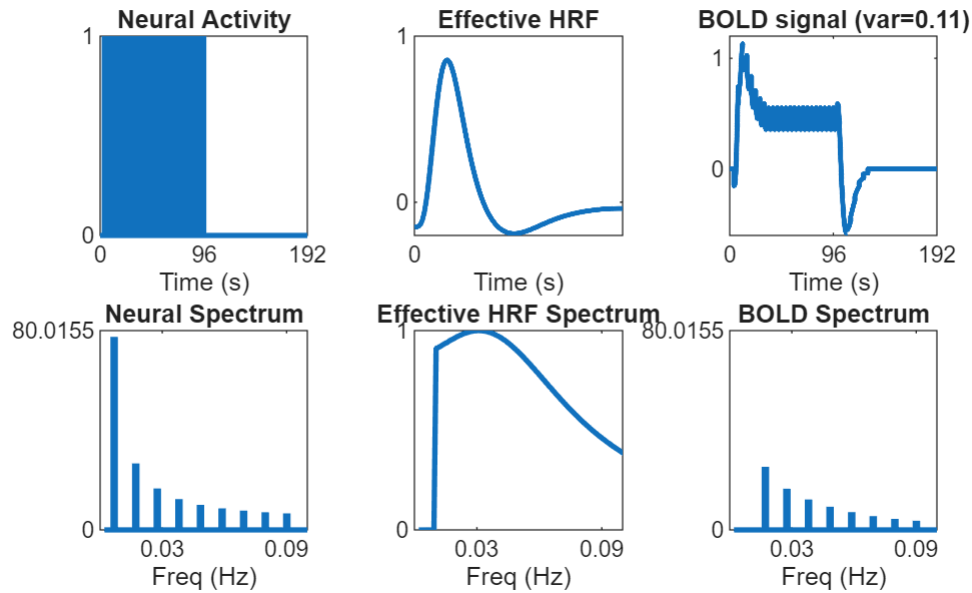 Neural Activity
Effective HRF
BOLD signal (var=0.11)
1
0
0 96 192
Time (s)
1
0
0
Time (s)
1
0
0 96 192
Time (s)
Neural Spectrum
Effective HRF Spectrum
BOLD Spectrum
80.0155
0
0.03 0.09
Freq (Hz)
1
0
0.03 0.09
Freq (Hz)
80.0155
0
0.03 0.09
Freq (Hz)